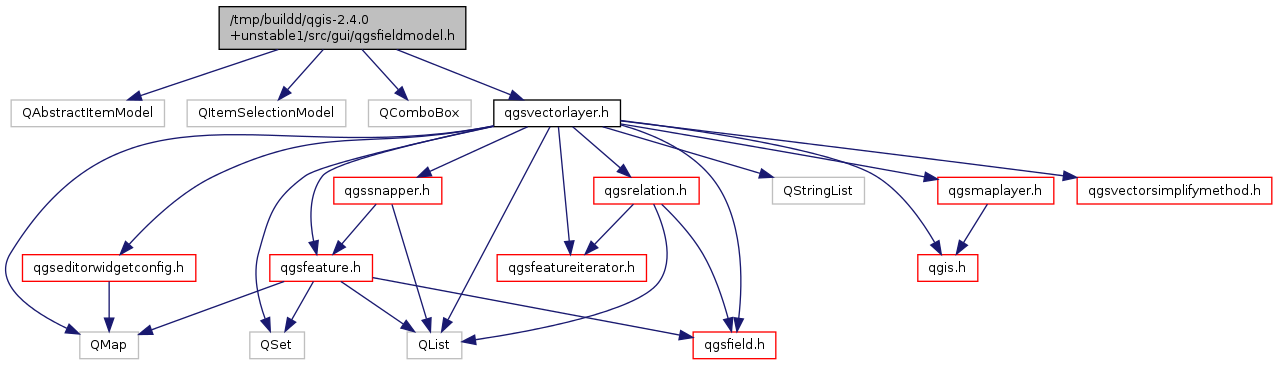 /tmp/buildd/qgis-2.4.0
+unstable1/src/gui/qgsfieldmodel.h
QAbstractItemModel
QItemSelectionModel
QComboBox
qgsvectorlayer.h
qgssnapper.h
qgsrelation.h
QStringList
qgsmaplayer.h
qgsvectorsimplifymethod.h
qgseditorwidgetconfig.h
qgsfeature.h
qgsfeatureiterator.h
qgis.h
QMap
QSet
QList
qgsfield.h